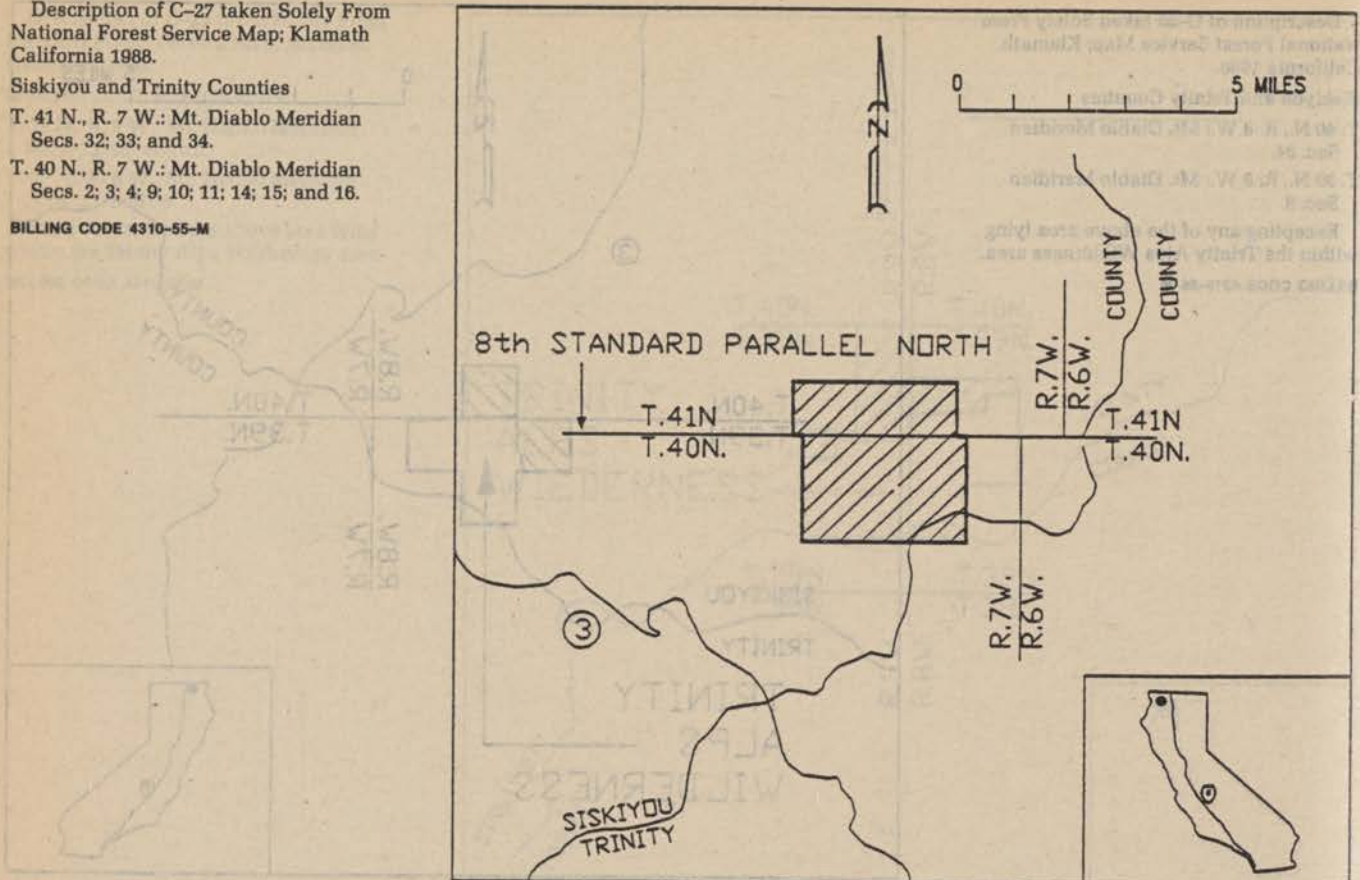 Description of C–27 taken Solely From
National Forest Service Map; Klamath
California 1988.
Siskiyou and Trinity Counties
T. 41 N., R. 7 W.: Mt. Diablo Meridian
Secs. 32; 33; and 34.
T. 40 N., R. 7 W.: Mt. Diablo Meridian
Secs. 2; 3; 4; 9; 10; 11; 14; 15; and 16.
BILLING CODE 4310-55-M
N
0 5 MILES
COUNTY
COUNTY
8th STANDARD PARALLEL NORTH
R.7W.
R.6W.
T.41N
T.40N.
T.41N
T.40N.
R.7W.
R.6W.
3
SISKIYOU
TRINITY